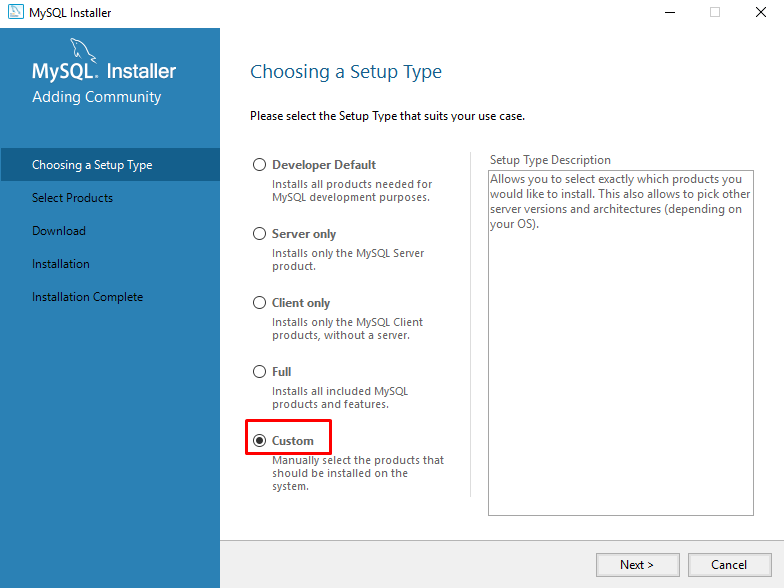 MySQL Installer
MySQL. Installer
Adding Community
Choosing a Setup Type
Select Products
Download
Installation
Installation Complete
Choosing a Setup Type
Please select the Setup Type that suits your use case.
Developer Default
Installs all products needed for
MySQL development purposes.
Server only
Installs only the MySQL Server
product.
Client only
Installs only the MySQL Client
products, without a server.
Full
Installs all included MySQL
products and features.
Custom
Manually select the products that
should be installed on the
system.
Setup Type Description
Allows you to select exactly which products you
would like to install. This also allows to pick other
server versions and architectures (depending on
your OS).
Next >
Cancel